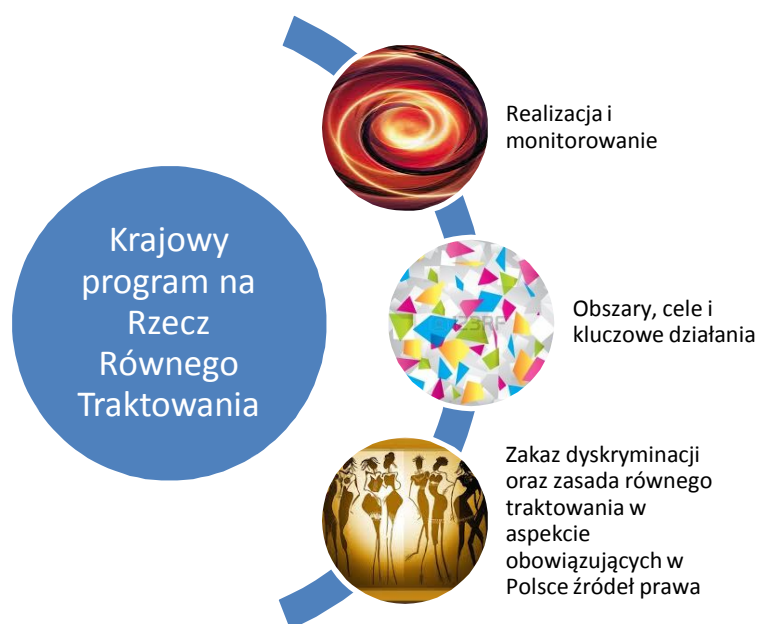 Krajowy
program na
Rzecz
Równego
Traktowania
Realizacja i
monitorowanie
Obszary, cele i
kluczowe działania
Zakaz dyskryminacji
oraz zasada równego
traktowania w
aspekcie
obowiązujących w
Polsce źródeł prawa